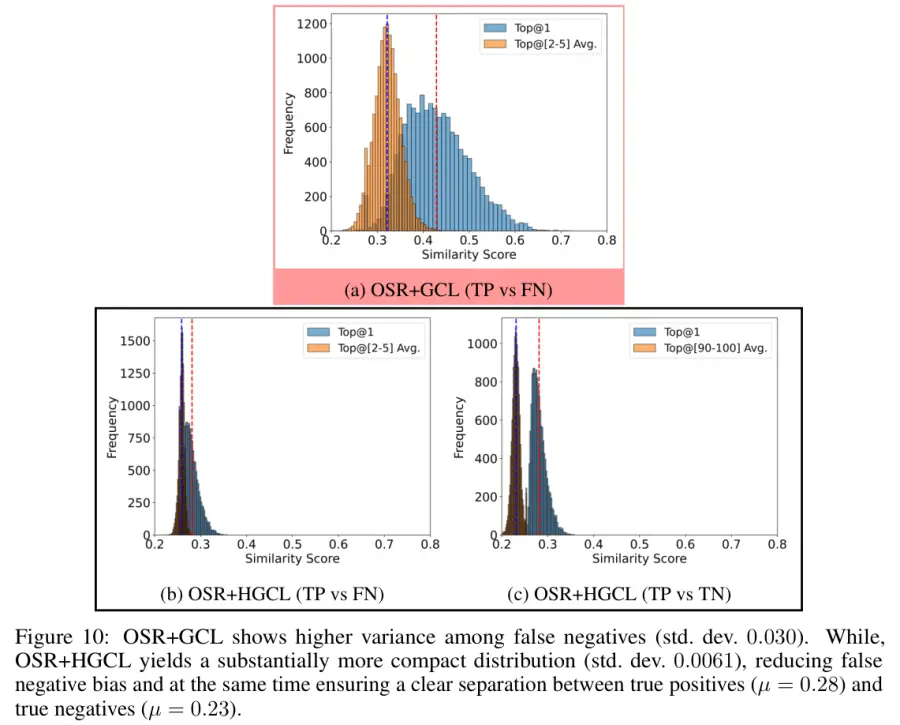 1200
1000
800
600
400
200
0
Frequency
Top@1
Top@[2-5] Avg.
0.2 0.3 0.4 0.5 0.6 0.7 0.8
Similarity Score
(a) OSR+GCL (TP vs FN)
1500
1250
1000
750
500
250
0
Frequency
Top@1
Top@[2-5] Avg.
0.2 0.3 0.4 0.5 0.6 0.7 0.8
Similarity Score
(b) OSR+HGCL (TP vs FN)
1000
800
600
400
200
0
Frequency
Top@1
Top@[90-100] Avg.
0.2 0.3 0.4 0.5 0.6 0.7 0.8
Similarity Score
(c) OSR+HGCL (TP vs TN)
Figure 10: OSR+GCL shows higher variance among false negatives (std. dev. 0.030). While,
OSR+HGCL yields a substantially more compact distribution (std. dev. 0.0061), reducing false
negative bias and at the same time ensuring a clear separation between true positives (μ = 0.28) and
true negatives (μ = 0.23).